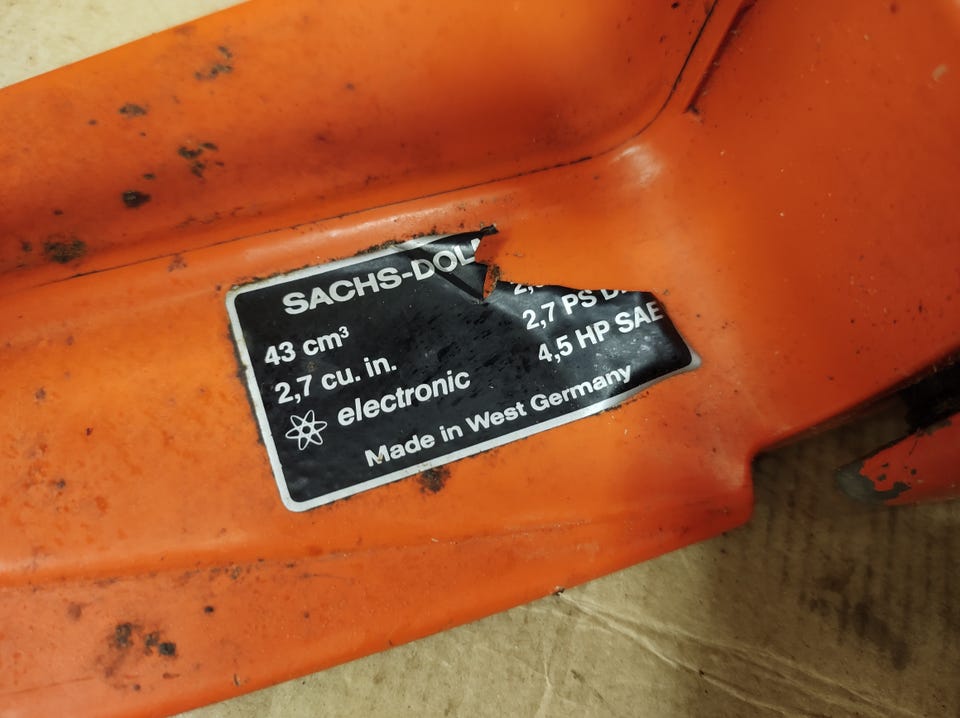 SACHS-DOL
43 cm³
2,7 cu. in.
electronic
2,7 PS
4,5 HP SAE
Made in West Germany